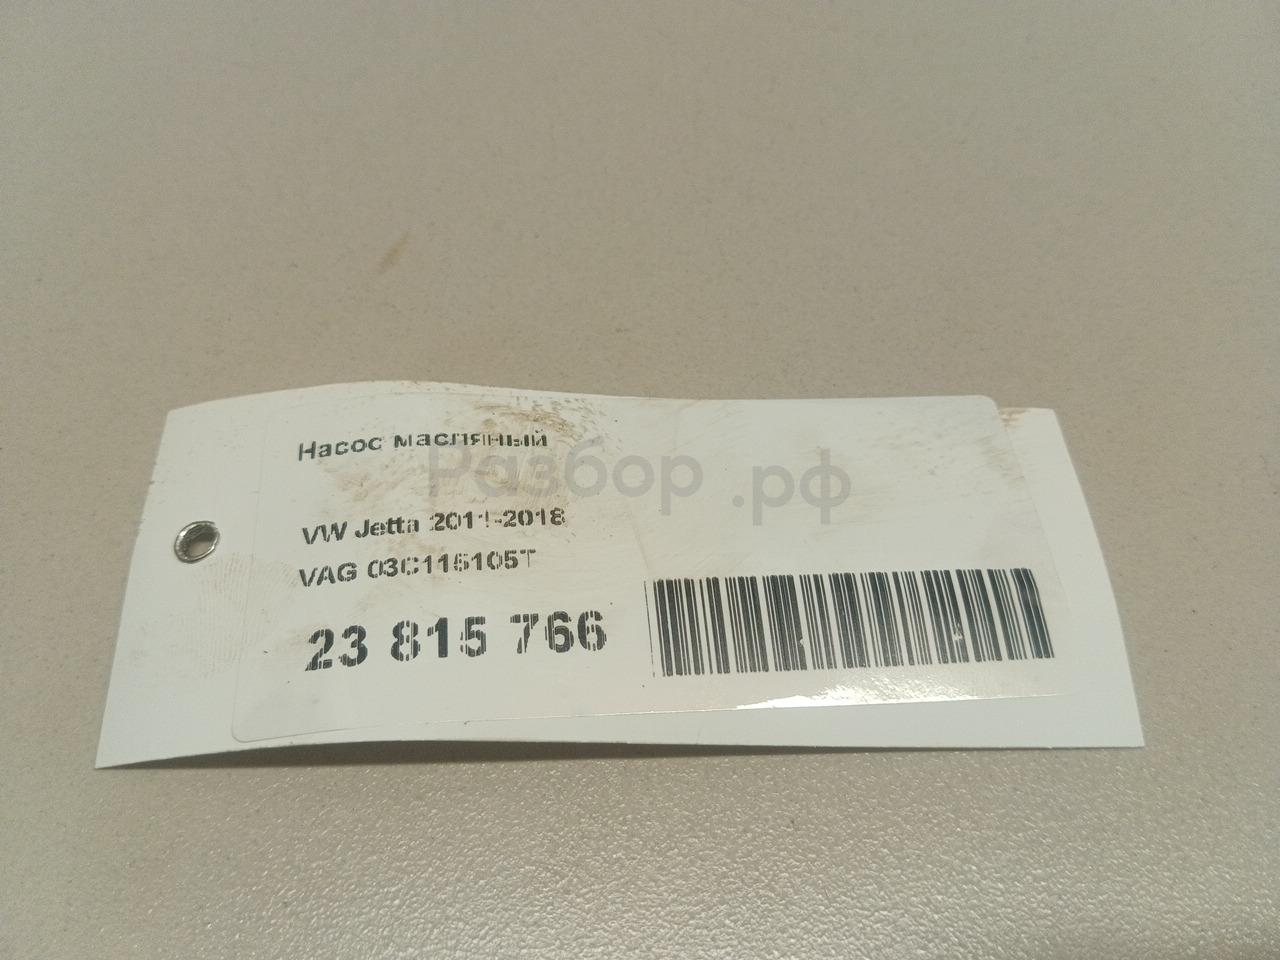 Насос масляный
Разбор.рф
VW Jetta 2011-2018
VAG 03C115105T
23 815 766